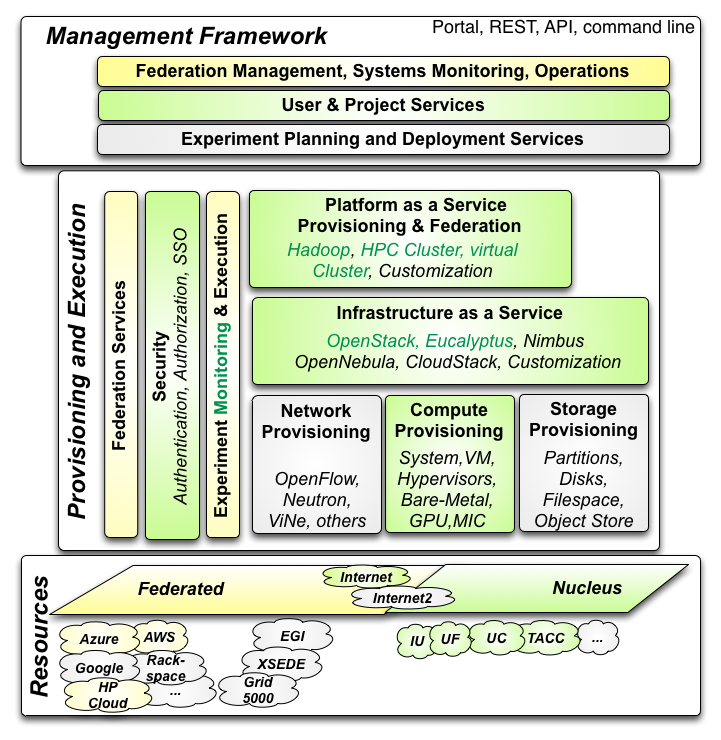 Management Framework
Portal, REST, API, command line
Federation Management, Systems Monitoring, Operations
User & Project Services
Experiment Planning and Deployment Services
Provisioning and Execution
Federation Services
Security
Authentication, Authorization, SSO
Experiment Monitoring & Execution
Platform as a Service
Provisioning & Federation
Hadoop, HPC Cluster, virtual
Cluster, Customization
Infrastructure as a Service
OpenStack, Eucalyptus, Nimbus
OpenNebula, CloudStack, Customization
Network
Provisioning
OpenFlow,
Neutron,
ViNe, others
Compute
Provisioning
System,VM,
Hypervisors,
Bare-Metal,
GPU,MIC
Storage
Provisioning
Partitions,
Disks,
Filespace,
Object Store
Resources
Federated
Internet
Internet2
Nucleus
Azure
AWS
Google
Rack-
space
HP
Cloud
...
EGI
XSEDE
Grid
5000
IU
UF
UC
TACC
...